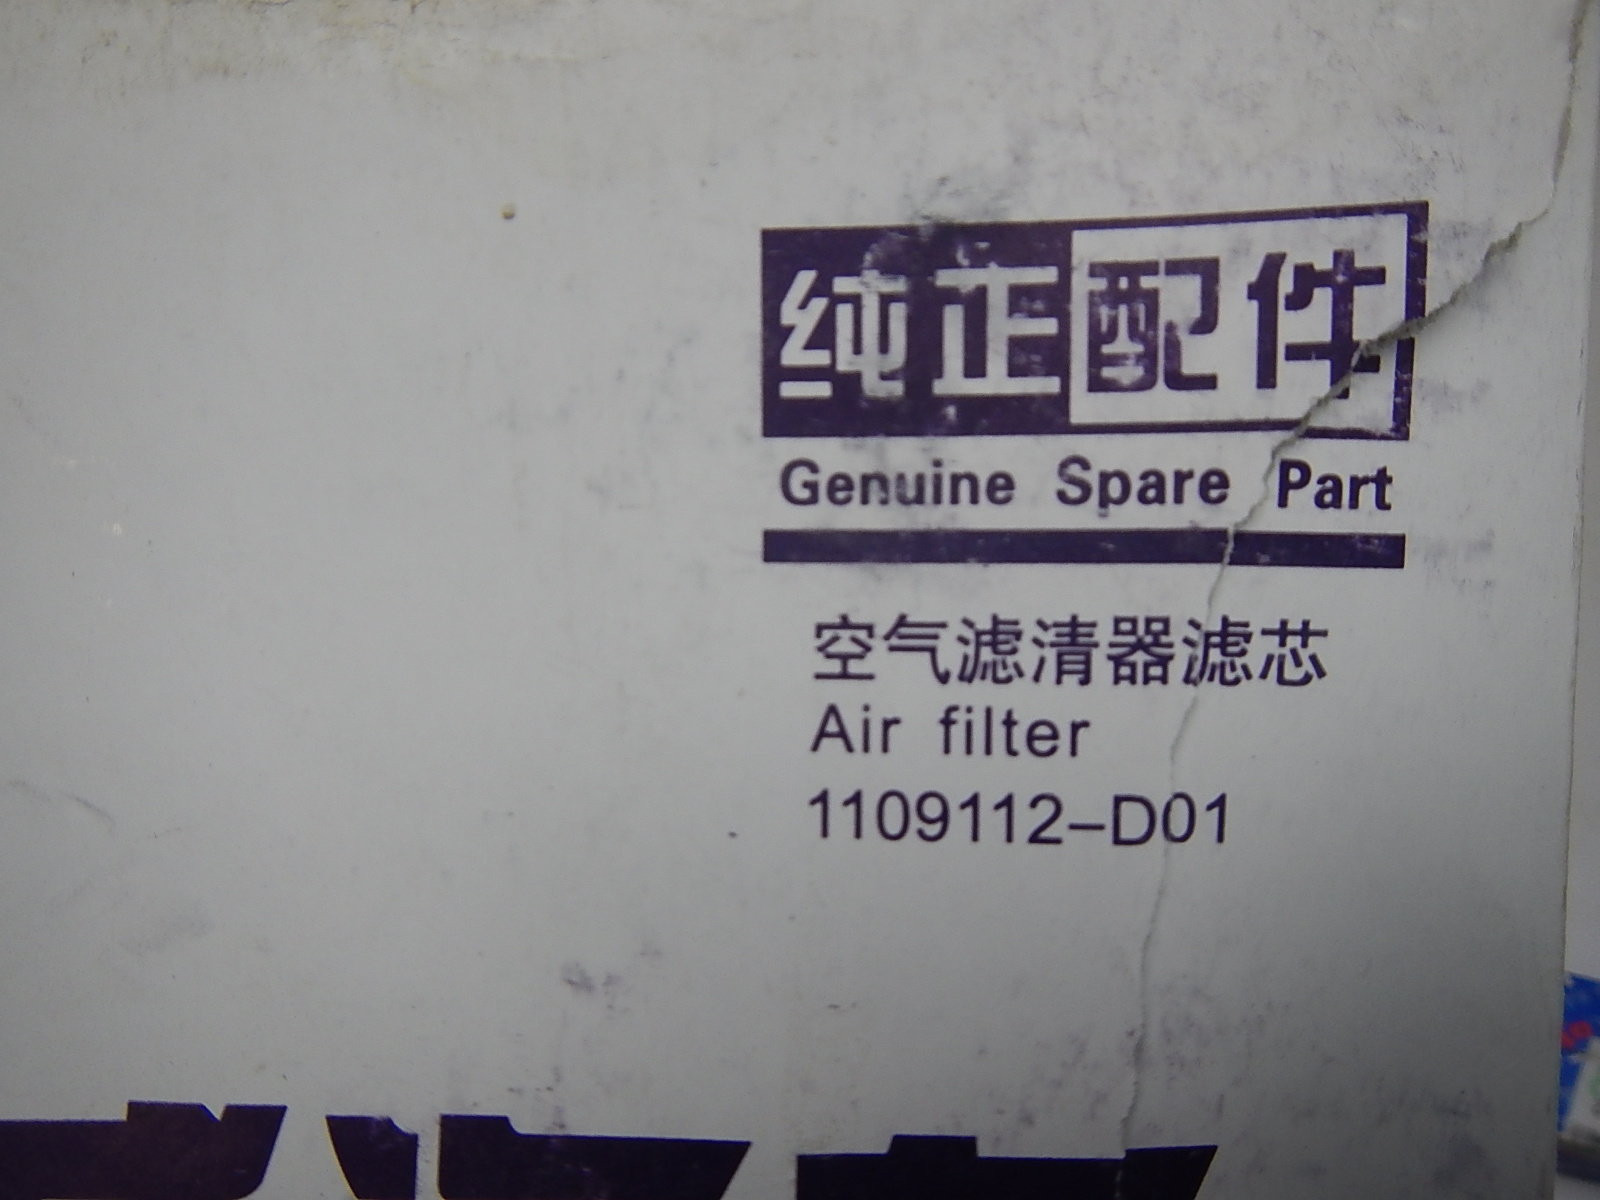 纯正配件
Genuine Spare Part
空气滤清器滤芯
Air filter
1109112-D01